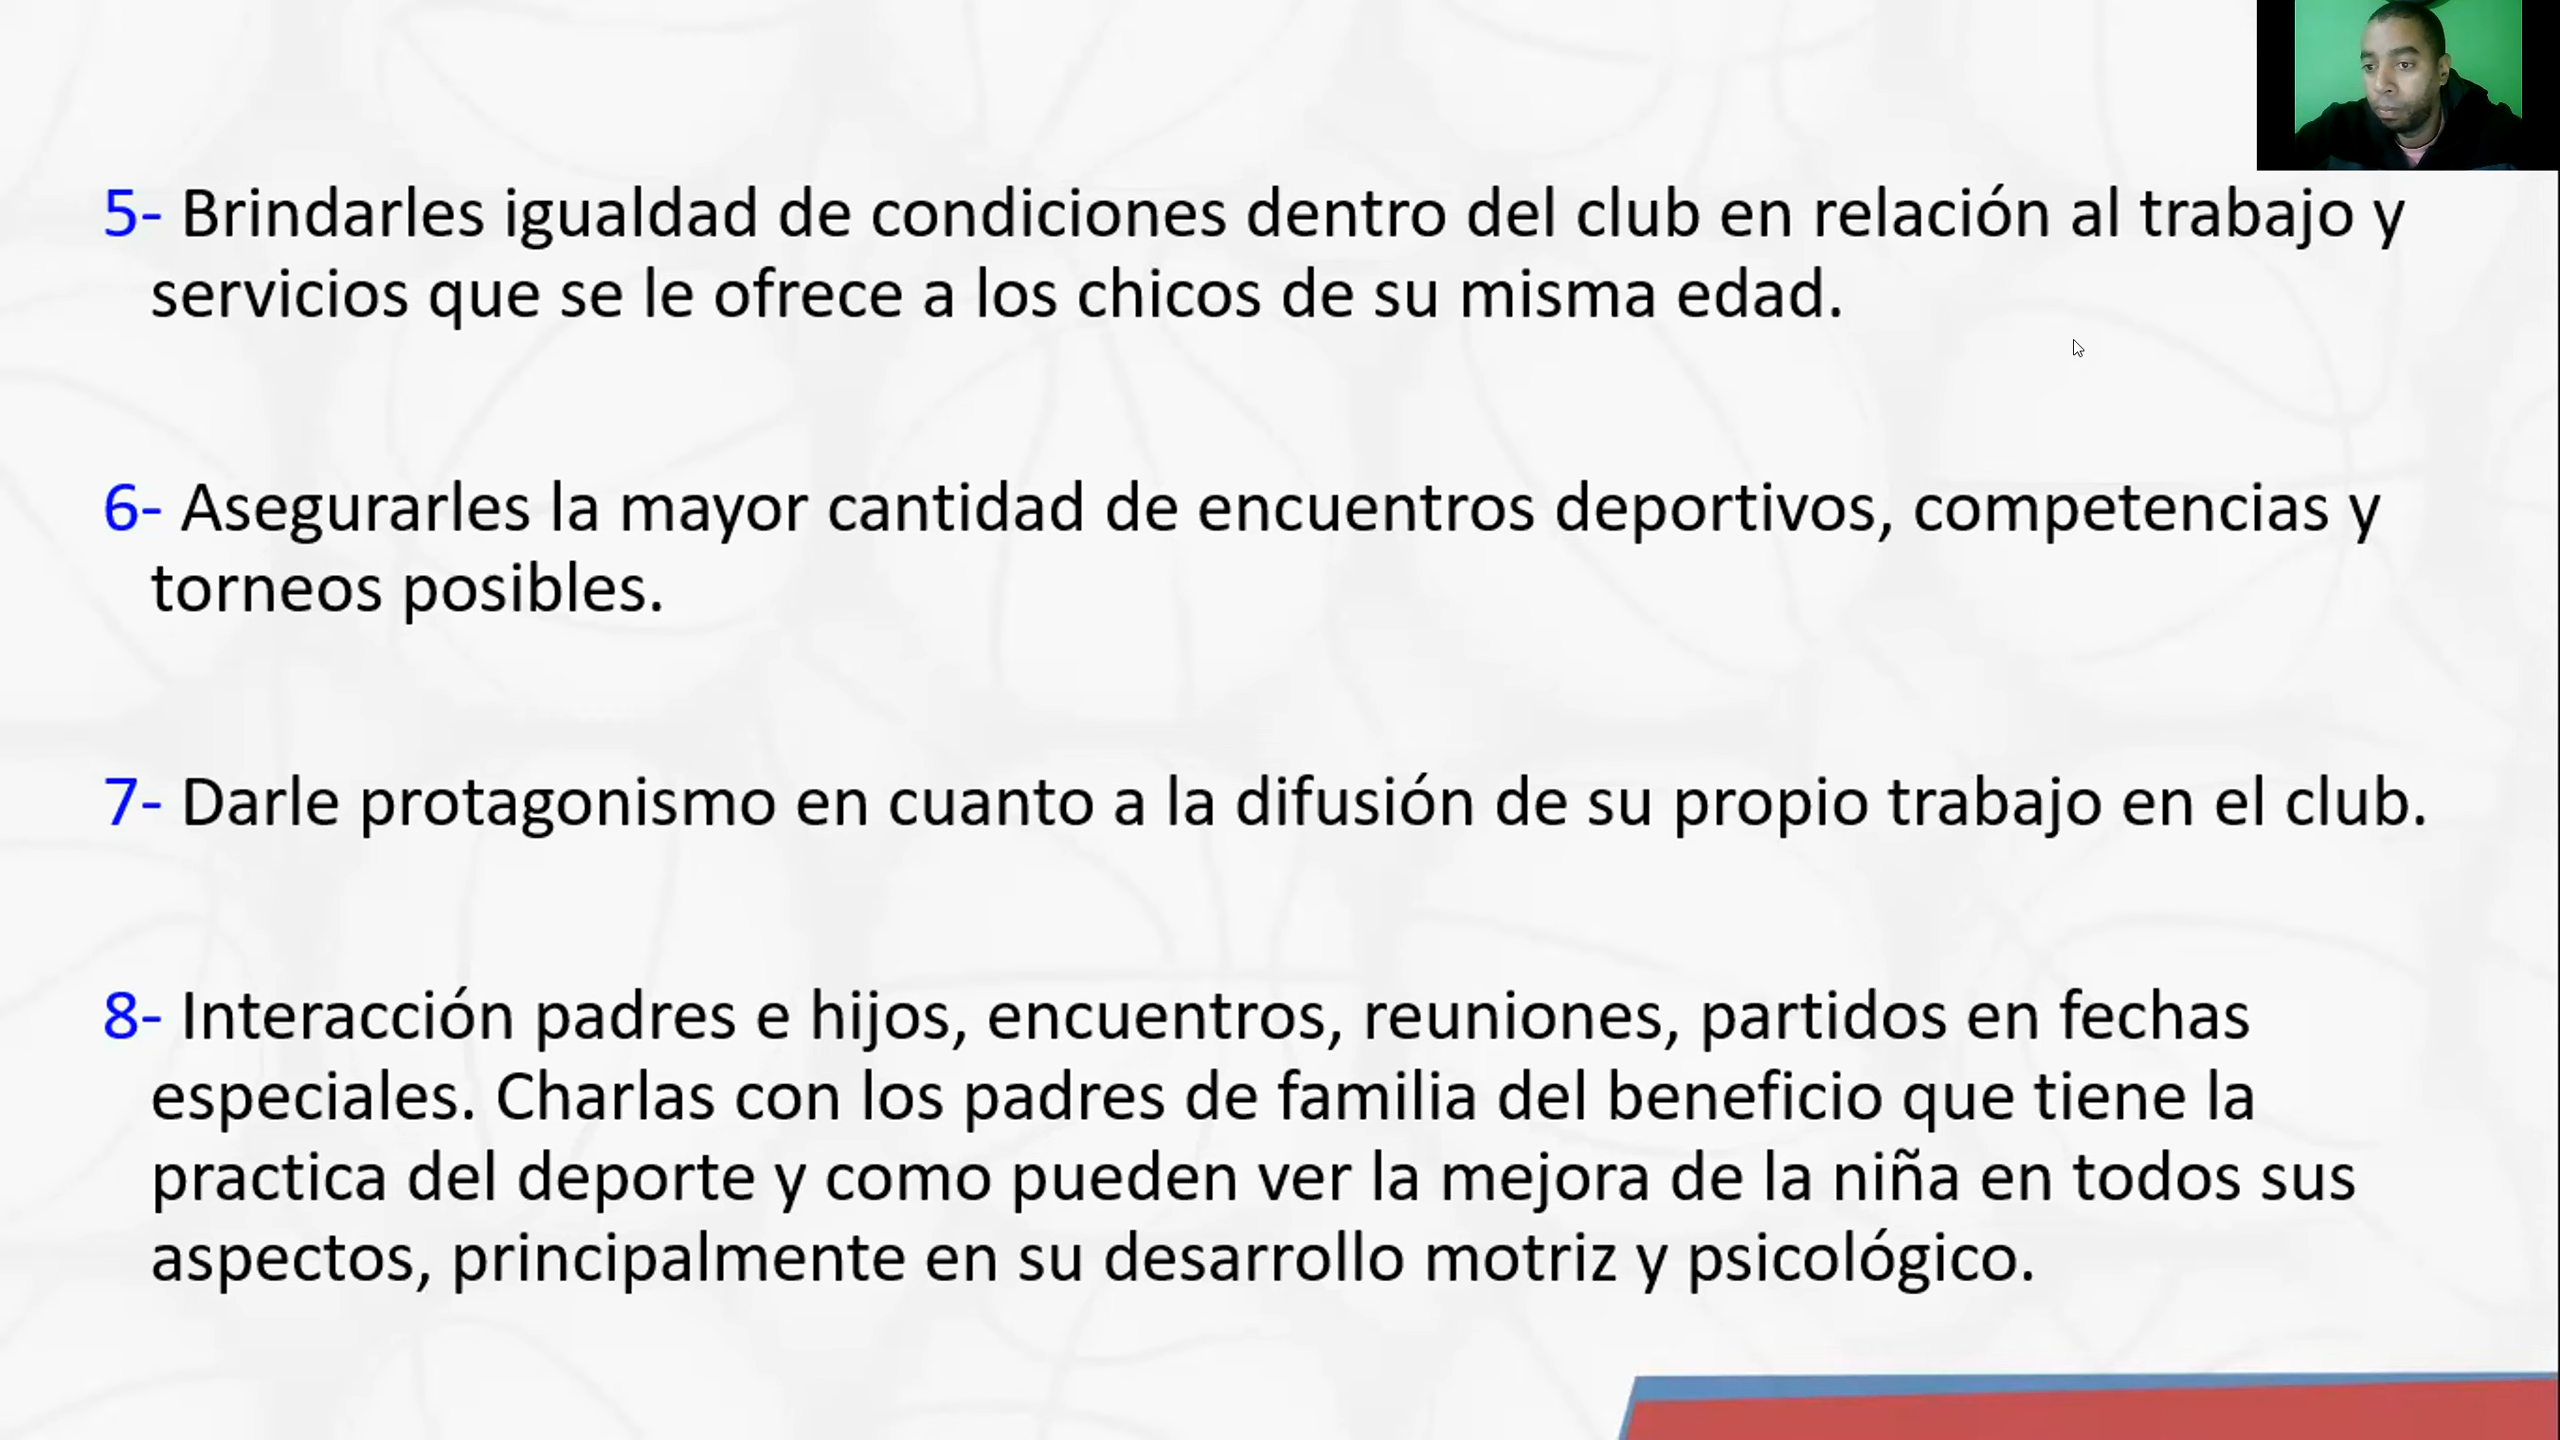 5- Brindarles igualdad de condiciones dentro del club en relación al trabajo y
servicios que se le ofrece a los chicos de su misma edad.
6- Asegurarles la mayor cantidad de encuentros deportivos, competencias y
torneos posibles.
7- Darle protagonismo en cuanto a la difusión de su propio trabajo en el club.
8- Interacción padres e hijos, encuentros, reuniones, partidos en fechas
especiales. Charlas con los padres de familia del beneficio que tiene la
practica del deporte y como pueden ver la mejora de la niña en todos sus
aspectos, principalmente en su desarrollo motriz y psicológico.